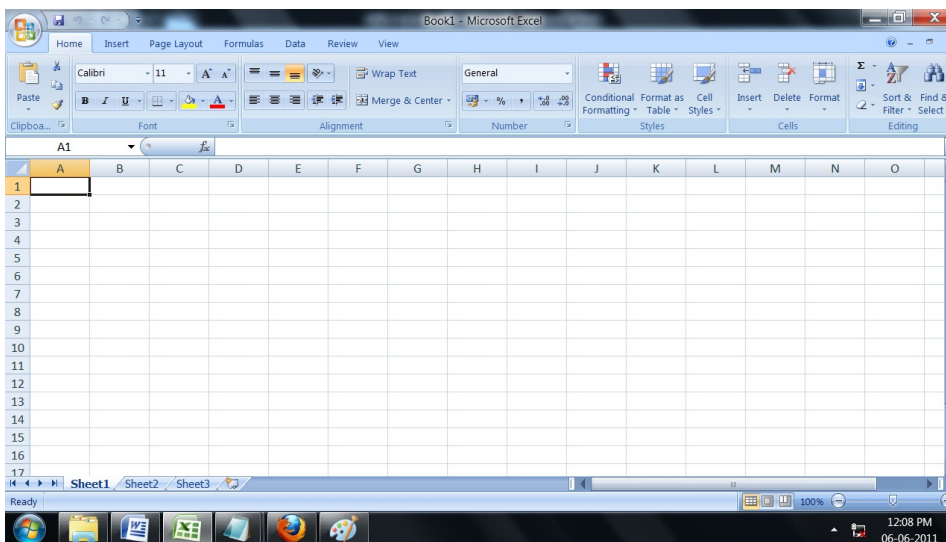 Book1 - Microsoft Excel
Home Insert Page Layout Formulas Data Review View
Calibri 11 A A Wrap Text General Σ
Paste B I U A Merge & Center % , Conditional Formatting Format as Table Cell Styles Insert Delete Format Sort & Filter Find & Select
Clipboa... Font Alignment Number Styles Cells Editing
A1 fx
A B C D E F G H I J K L M N O
1
2
3
4
5
6
7
8
9
10
11
12
13
14
15
16
17
Sheet1 Sheet2 Sheet3
Ready 100%
12:08 PM
06-06-2011